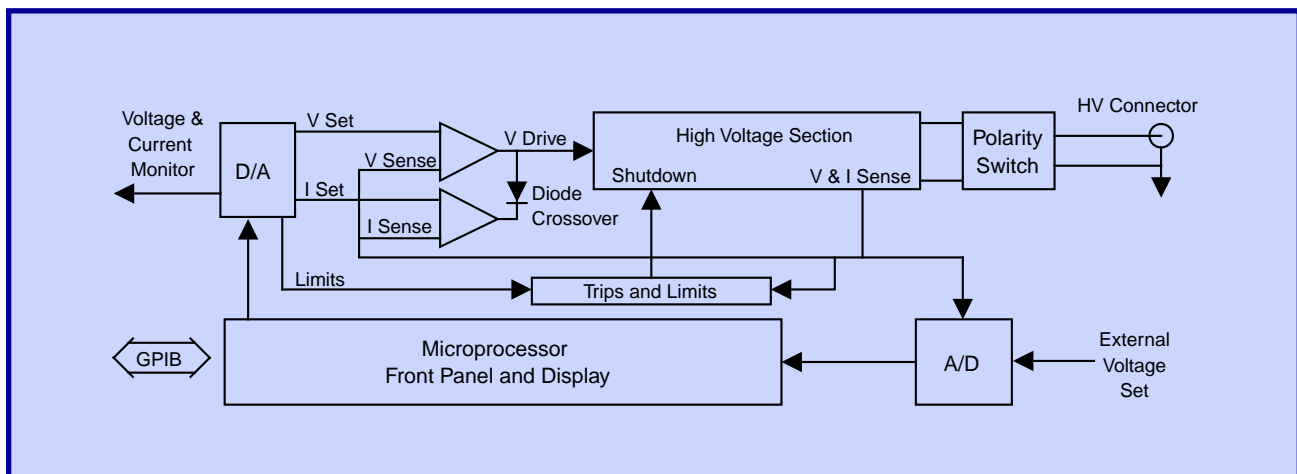 Voltage &
Current
Monitor
D/A
V Set
V Sense
I Set
I Sense
V Drive
Diode
Crossover
High Voltage Section
Shutdown
V & I Sense
Polarity
Switch
HV Connector
Limits
Trips and Limits
GPIB
Microprocessor
Front Panel and Display
A/D
External
Voltage
Set